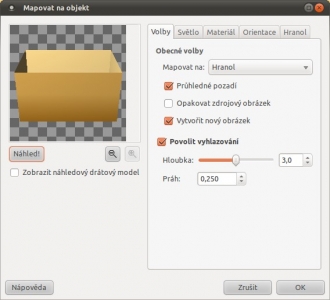 Mapovat na objekt
Náhled!
Zobrazit náhledový drátový model
Volby Světlo Materiál Orientace Hranol
Obecné volby
Mapovat na: Hranol
Průhledné pozadí
Opakovat zdrojový obrázek
Vytvořit nový obrázek
Povolit vyhlazování
Hloubka: 3,0
Práh: 0,250
Nápověda
Zrušit
OK